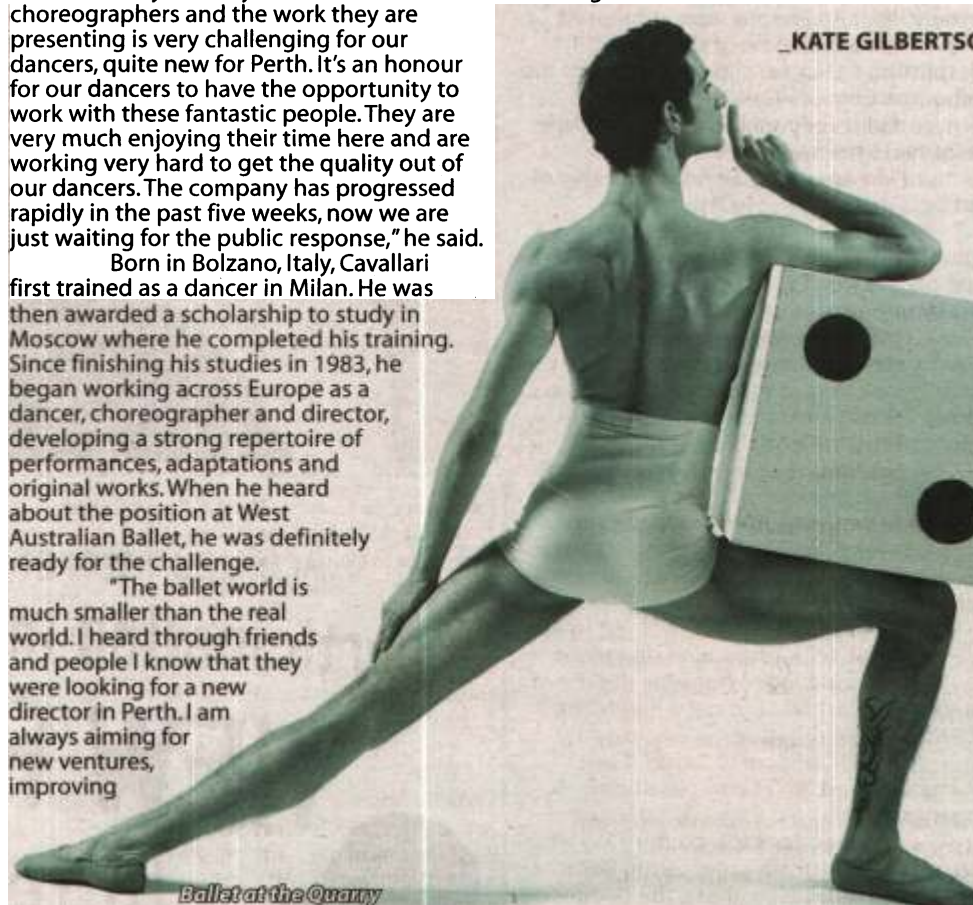 choreographers and the work they are
presenting is very challenging for our
dancers, quite new for Perth. It's an honour
for our dancers to have the opportunity to
work with these fantastic people. They are
very much enjoying their time here and are
working very hard to get the quality out of
our dancers. The company has progressed
rapidly in the past five weeks, now we are
just waiting for the public response," he said.
Born in Bolzano, Italy, Cavallari
first trained as a dancer in Milan. He was
then awarded a scholarship to study in
Moscow where he completed his training.
Since finishing his studies in 1983, he
began working across Europe as a
dancer, choreographer and director,
developing a strong repertoire of
performances, adaptations and
original works. When he heard
about the position at West
Australian Ballet, he was definitely
ready for the challenge.
"The ballet world is
much smaller than the real
world. I heard through friends
and people I know that they
were looking for a new
director in Perth. I am
always aiming for
new ventures,
improving
_KATE GILBERTSO
Ballet at the Quarry